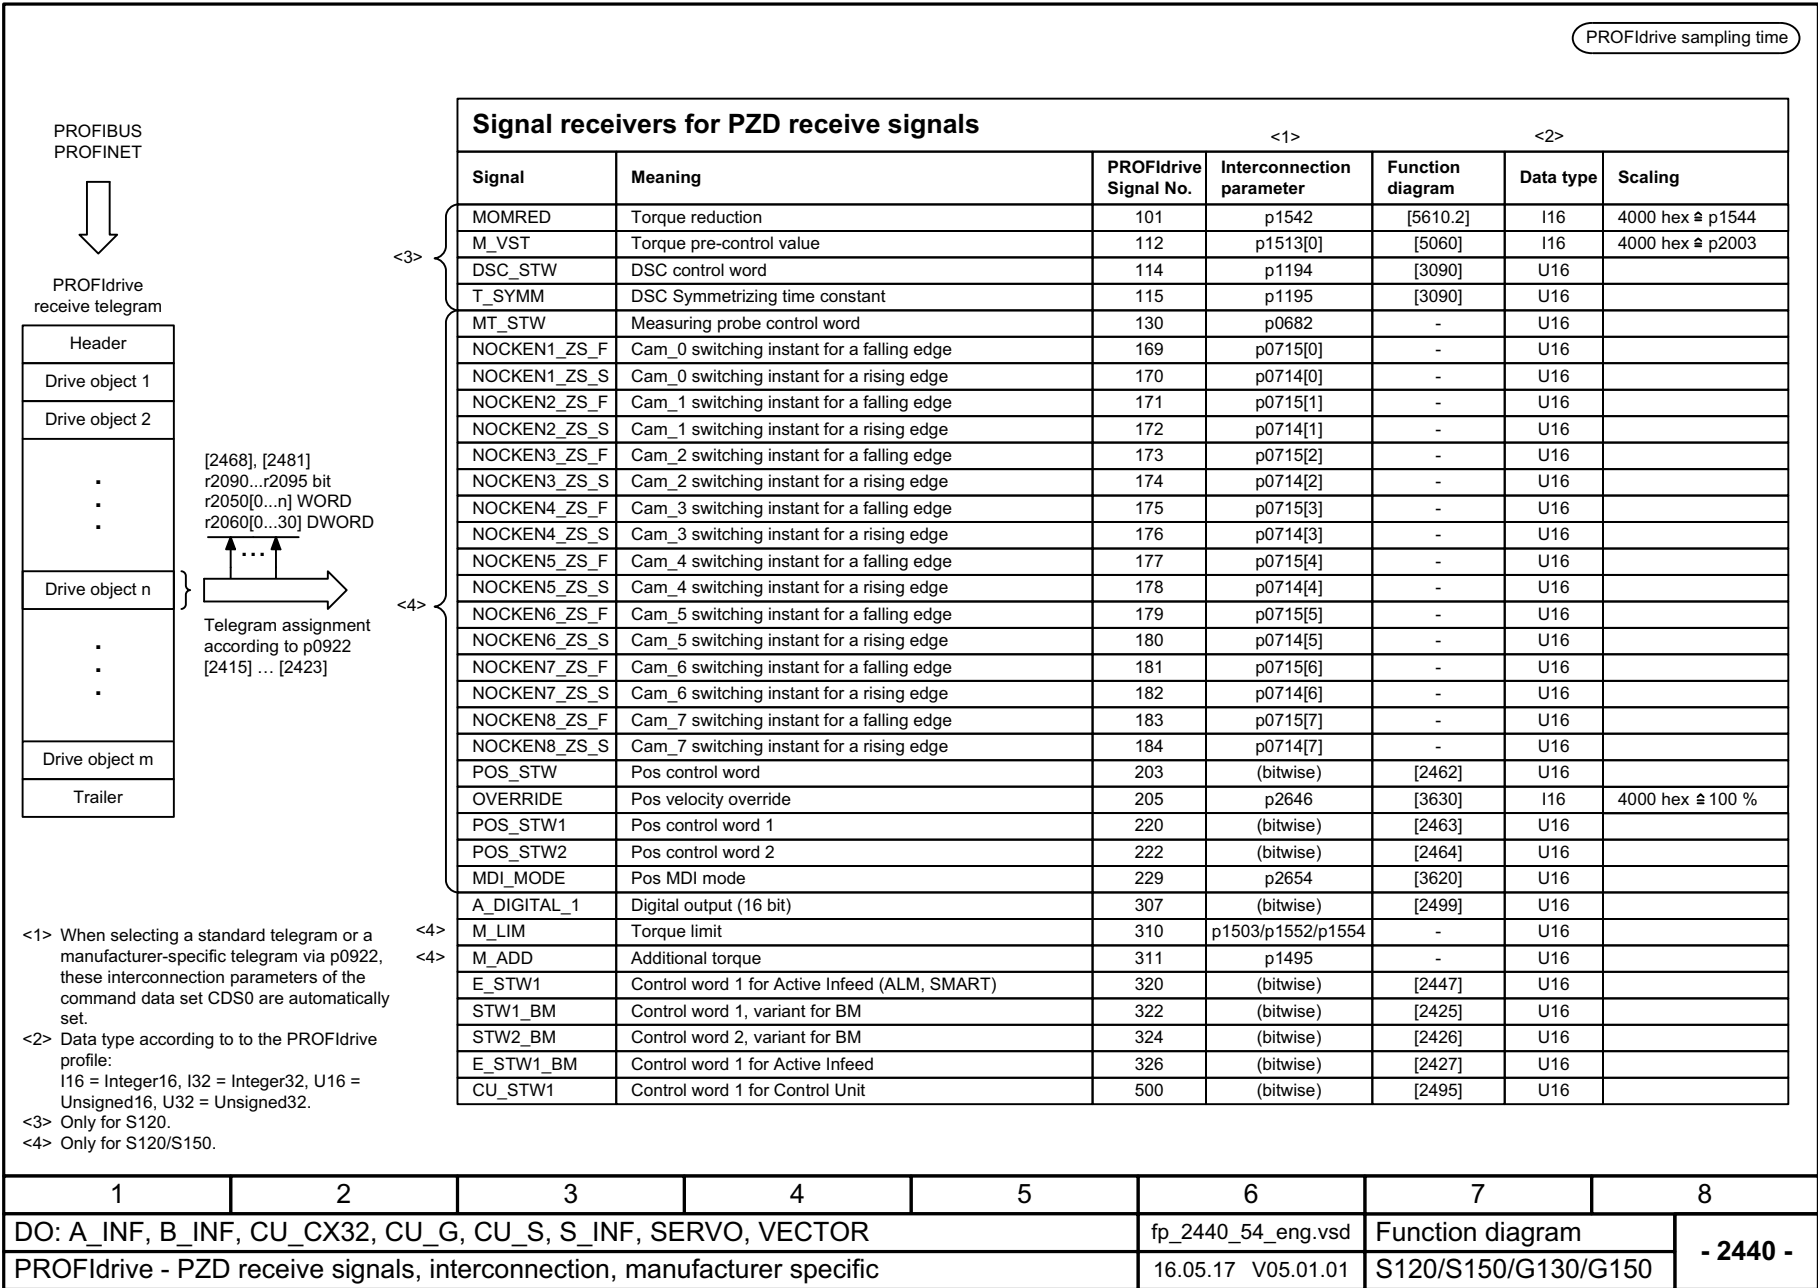 PROFIdrive sampling time
PROFIBUS
PROFINET
PROFIdrive
receive telegram
Header
Drive object 1
Drive object 2
.
.
.
Drive object n
.
.
.
Drive object m
Trailer
[2468], [2481]
r2090...r2095 bit
r2050[0...n] WORD
r2060[0...30] DWORD
...
Telegram assignment
according to p0922
[2415] … [2423]
Signal receivers for PZD receive signals <1> <2>
Signal Meaning PROFIdrive Signal No. Interconnection parameter Function diagram Data type Scaling
<3>
MOMRED Torque reduction 101 p1542 [5610.2] I16 4000 hex ≙ p1544
M_VST Torque pre-control value 112 p1513[0] [5060] I16 4000 hex ≙ p2003
DSC_STW DSC control word 114 p1194 [3090] U16
T_SYMM DSC Symmetrizing time constant 115 p1195 [3090] U16
<4>
MT_STW Measuring probe control word 130 p0682 - U16
NOCKEN1_ZS_F Cam_0 switching instant for a falling edge 169 p0715[0] - U16
NOCKEN1_ZS_S Cam_0 switching instant for a rising edge 170 p0714[0] - U16
NOCKEN2_ZS_F Cam_1 switching instant for a falling edge 171 p0715[1] - U16
NOCKEN2_ZS_S Cam_1 switching instant for a rising edge 172 p0714[1] - U16
NOCKEN3_ZS_F Cam_2 switching instant for a falling edge 173 p0715[2] - U16
NOCKEN3_ZS_S Cam_2 switching instant for a rising edge 174 p0714[2] - U16
NOCKEN4_ZS_F Cam_3 switching instant for a falling edge 175 p0715[3] - U16
NOCKEN4_ZS_S Cam_3 switching instant for a rising edge 176 p0714[3] - U16
NOCKEN5_ZS_F Cam_4 switching instant for a falling edge 177 p0715[4] - U16
NOCKEN5_ZS_S Cam_4 switching instant for a rising edge 178 p0714[4] - U16
NOCKEN6_ZS_F Cam_5 switching instant for a falling edge 179 p0715[5] - U16
NOCKEN6_ZS_S Cam_5 switching instant for a rising edge 180 p0714[5] - U16
NOCKEN7_ZS_F Cam_6 switching instant for a falling edge 181 p0715[6] - U16
NOCKEN7_ZS_S Cam_6 switching instant for a rising edge 182 p0714[6] - U16
NOCKEN8_ZS_F Cam_7 switching instant for a falling edge 183 p0715[7] - U16
NOCKEN8_ZS_S Cam_7 switching instant for a rising edge 184 p0714[7] - U16
POS_STW Pos control word 203 (bitwise) [2462] U16
OVERRIDE Pos velocity override 205 p2646 [3630] I16 4000 hex ≙ 100 %
POS_STW1 Pos control word 1 220 (bitwise) [2463] U16
POS_STW2 Pos control word 2 222 (bitwise) [2464] U16
MDI_MODE Pos MDI mode 229 p2654 [3620] U16
A_DIGITAL_1 Digital output (16 bit) 307 (bitwise) [2499] U16
<4> M_LIM Torque limit 310 p1503/p1552/p1554 - U16
<4> M_ADD Additional torque 311 p1495 - U16
E_STW1 Control word 1 for Active Infeed (ALM, SMART) 320 (bitwise) [2447] U16
STW1_BM Control word 1, variant for BM 322 (bitwise) [2425] U16
STW2_BM Control word 2, variant for BM 324 (bitwise) [2426] U16
E_STW1_BM Control word 1 for Active Infeed 326 (bitwise) [2427] U16
CU_STW1 Control word 1 for Control Unit 500 (bitwise) [2495] U16
<1> When selecting a standard telegram or a
manufacturer-specific telegram via p0922,
these interconnection parameters of the
command data set CDS0 are automatically
set.
<2> Data type according to to the PROFIdrive
profile:
I16 = Integer16, I32 = Integer32, U16 =
Unsigned16, U32 = Unsigned32.
<3> Only for S120.
<4> Only for S120/S150.
1 2 3 4 5 6 7 8
DO: A_INF, B_INF, CU_CX32, CU_G, CU_S, S_INF, SERVO, VECTOR fp_2440_54_eng.vsd Function diagram - 2440 -
PROFIdrive - PZD receive signals, interconnection, manufacturer specific 16.05.17 V05.01.01 S120/S150/G130/G150